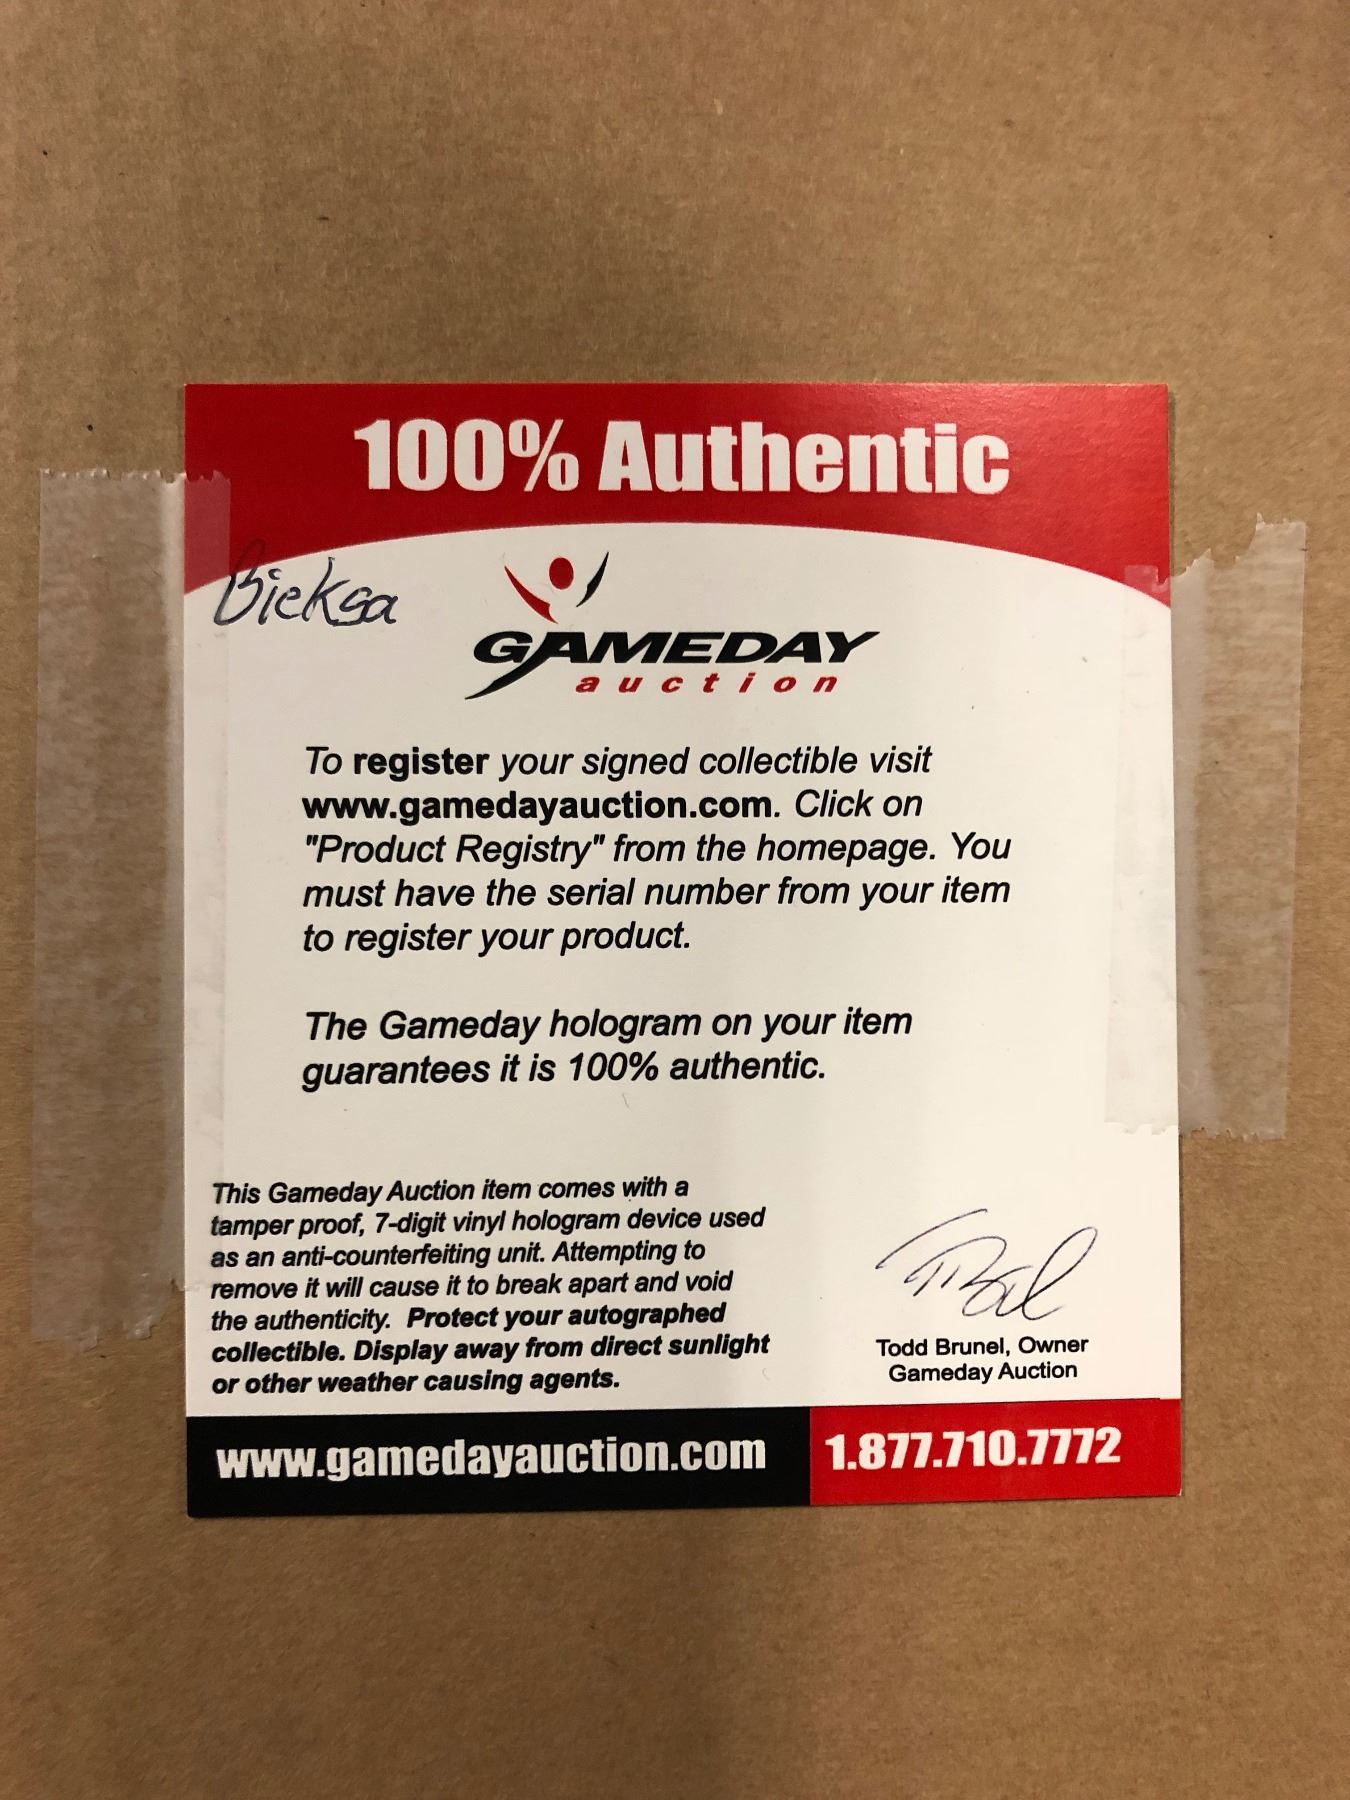 100% Authentic
Bieksa
GAMEDAY
auction
To register your signed collectible visit
www.gamedayauction.com. Click on
"Product Registry" from the homepage. You
must have the serial number from your item
to register your product.
The Gameday hologram on your item
guarantees it is 100% authentic.
This Gameday Auction item comes with a
tamper proof, 7-digit vinyl hologram device used
as an anti-counterfeiting unit. Attempting to
remove it will cause it to break apart and void
the authenticity. Protect your autographed
collectible. Display away from direct sunlight
or other weather causing agents.
Todd Brunel, Owner
Gameday Auction
www.gamedayauction.com
1.877.710.7772